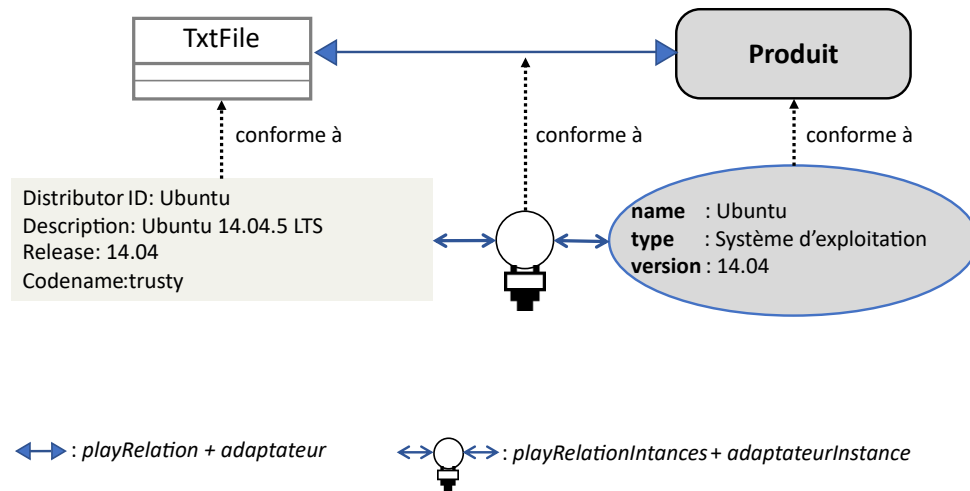 TxtFile
Produit
conforme à
conforme à
conforme à
Distributor ID: Ubuntu
Description: Ubuntu 14.04.5 LTS
Release: 14.04
Codename:trusty
name : Ubuntu
type : Système d'exploitation
version : 14.04
: playRelation + adaptateur
: playRelationIntances + adaptateurInstance